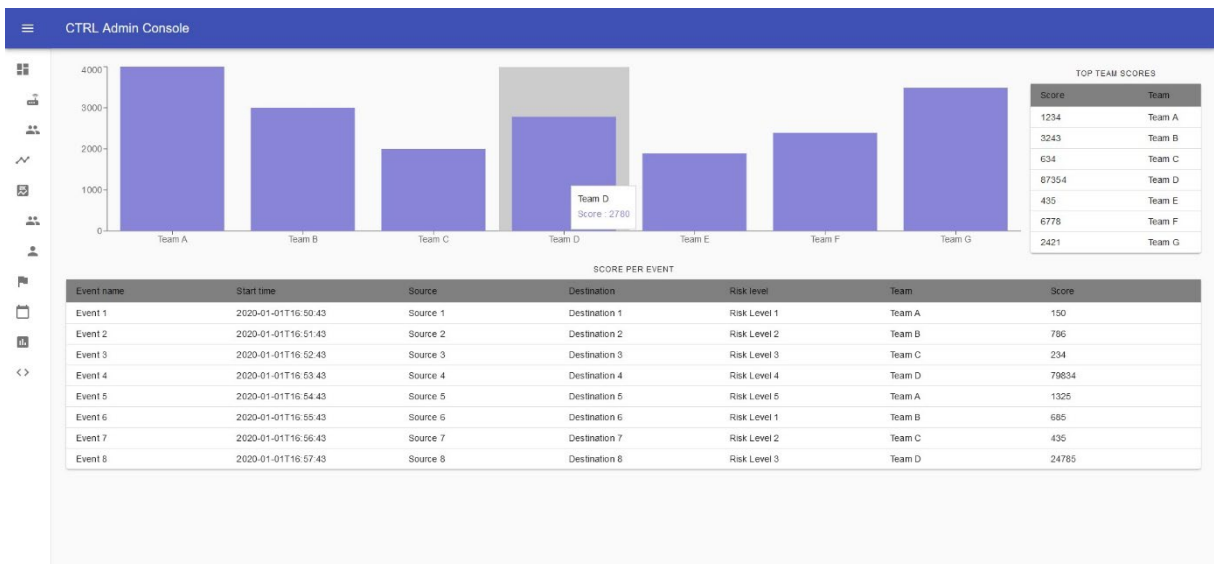 CTRL Admin Console
4000
3000
2000
1000
0
Team A Team B Team C Team D Team E Team F Team G
Team D
Score : 2780
TOP TEAM SCORES
Score Team
1234 Team A
3243 Team B
634 Team C
87354 Team D
435 Team E
6778 Team F
2421 Team G
SCORE PER EVENT
Event name Start time Source Destination Risk level Team Score
Event 1 2020-01-01T16:50:43 Source 1 Destination 1 Risk Level 1 Team A 150
Event 2 2020-01-01T16:51:43 Source 2 Destination 2 Risk Level 2 Team B 786
Event 3 2020-01-01T16:52:43 Source 3 Destination 3 Risk Level 3 Team C 234
Event 4 2020-01-01T16:53:43 Source 4 Destination 4 Risk Level 4 Team D 79834
Event 5 2020-01-01T16:54:43 Source 5 Destination 5 Risk Level 5 Team A 1325
Event 6 2020-01-01T16:55:43 Source 6 Destination 6 Risk Level 1 Team B 685
Event 7 2020-01-01T16:56:43 Source 7 Destination 7 Risk Level 2 Team C 435
Event 8 2020-01-01T16:57:43 Source 8 Destination 8 Risk Level 3 Team D 24785